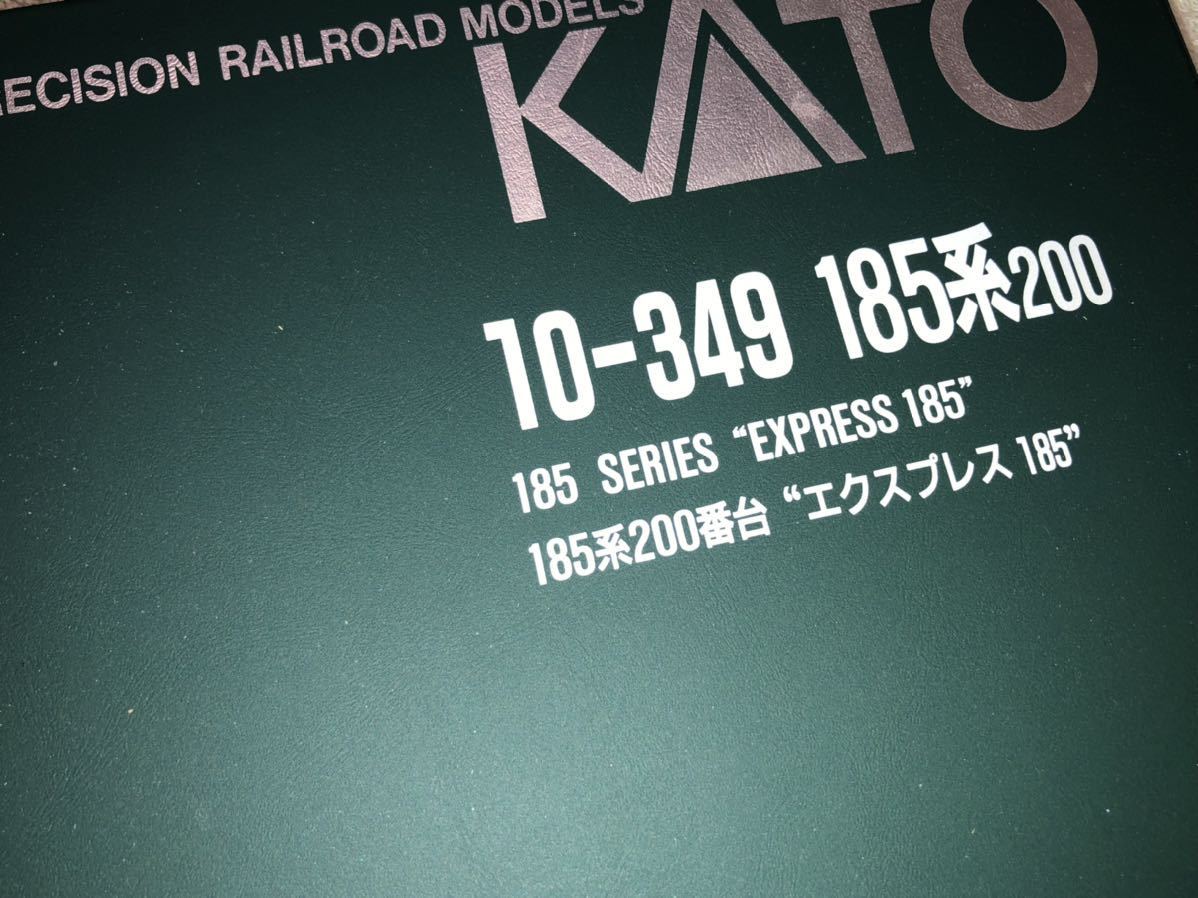 RECISION RAILROAD MODELS
KATO
10-349 185系200
185 SERIES “EXPRESS 185”
185系200番台 “エクスプレス 185”